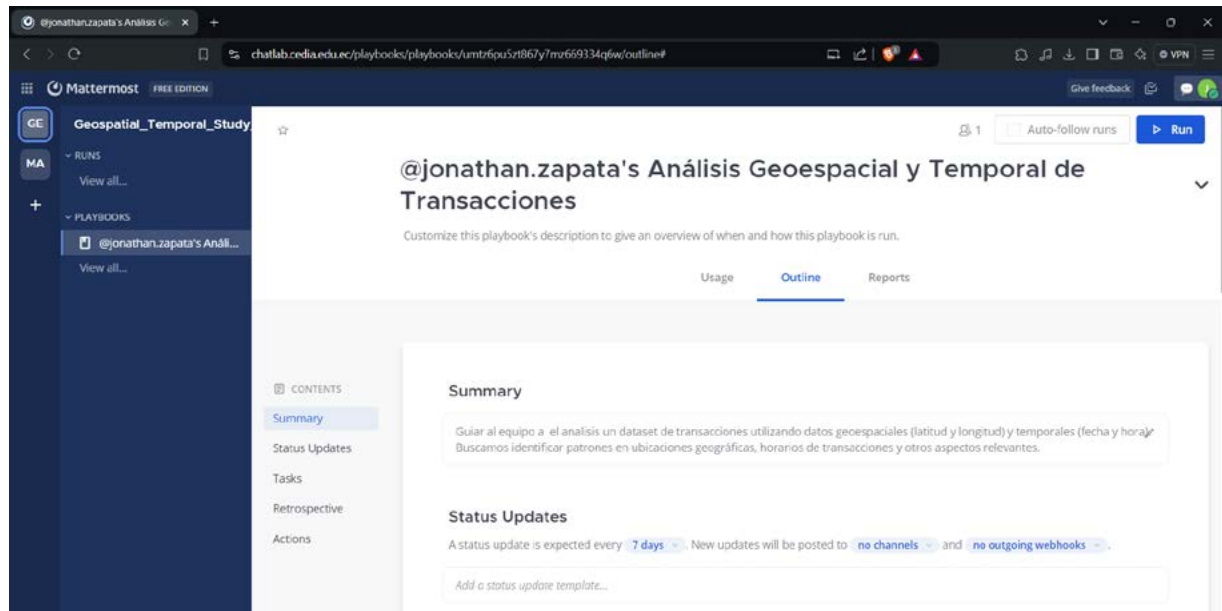 @jonathan.zapata's Análisis Ge
chatlab.cedia.edu.ec/playbooks/playbooks/umtz6pu5zt867y7mz669334q6w/outline#
VPN
Mattermost FREE EDITION
Give feedback
GE
Geospatial_Temporal_Study
1
Auto-follow runs
Run
MA
RUNS
View all...
PLAYBOOKS
@jonathan.zapata's Análi...
View all...
@jonathan.zapata's Análisis Geoespacial y Temporal de
Transacciones
Customize this playbook's description to give an overview of when and how this playbook is run.
Usage Outline Reports
CONTENTS
Summary
Status Updates
Tasks
Retrospective
Actions
Summary
Guiar al equipo a el analisis un dataset de transacciones utilizando datos geoespaciales (latitud y longitud) y temporales (fecha y hora)
Buscamos identificar patrones en ubicaciones geográficas, horarios de transacciones y otros aspectos relevantes.
Status Updates
A status update is expected every 7 days . New updates will be posted to no channels and no outgoing webhooks .
Add a status update template...